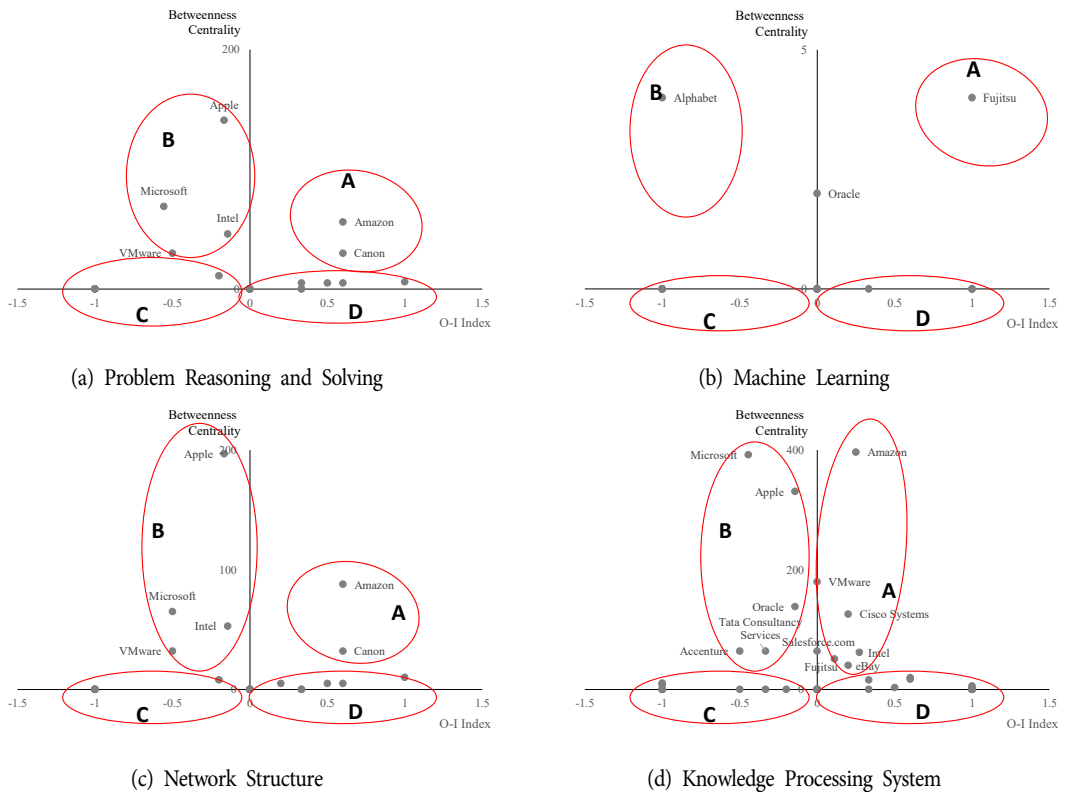 Betweenness
Centrality
200
Apple
B
Microsoft
Intel
VMware
A
Amazon
Canon
-1.5
-1
-0.5
0
0
0.5
1
1.5
C
D
O-I Index
(a) Problem Reasoning and Solving
Betweenness
Centrality
5
B
Alphabet
A
Fujitsu
Oracle
0
-1.5
-1
-0.5
0
0.5
1
1.5
C
D
O-I Index
(b) Machine Learning
Betweenness
Centrality
200
Apple
B
100
Microsoft
Intel
VMware
Amazon
A
Canon
0
-1.5
-1
-0.5
0
0.5
1
1.5
C
D
O-I Index
(c) Network Structure
Betweenness
Centrality
400
Microsoft
Amazon
Apple
B
200
VMware
A
Oracle
Cisco Systems
Tata Consultancy
Services
Salesforce.com
Accenture
Intel
Fujitsu
eBay
0
-1.5
-1
-0.5
0
0.5
1
1.5
C
D
O-I Index
(d) Knowledge Processing System